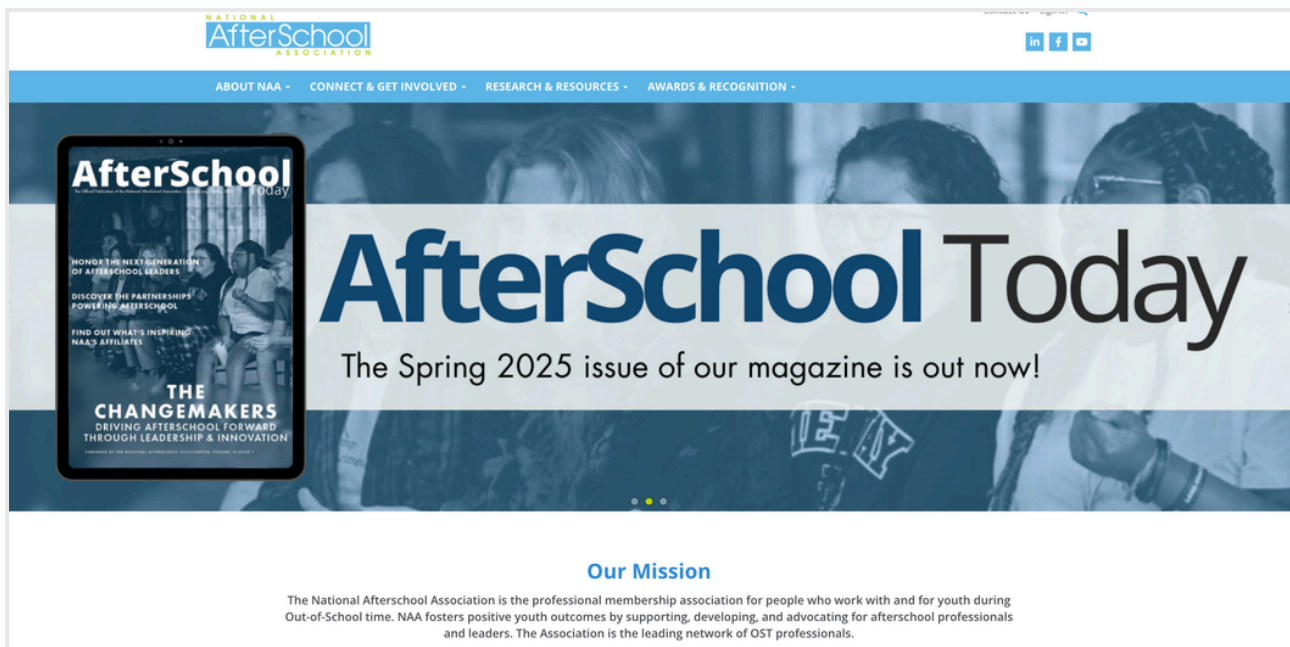 NATIONAL
AfterSchool
ASSOCIATION
ABOUT NAA
CONNECT & GET INVOLVED
RESEARCH & RESOURCES
AWARDS & RECOGNITION
AfterSchool
Today
HONOR THE NEXT GENERATION
OF AFTERSCHOOL LEADERS
DISCOVER THE PARTNERSHIPS
POWERING AFTERSCHOOL
FIND OUT WHAT'S INSPIRING
NAA'S AFFILIATES
THE
CHANGEMAKERS
DRIVING AFTERSCHOOL FORWARD
THROUGH LEADERSHIP & INNOVATION
AfterSchool Today
The Spring 2025 issue of our magazine is out now!
Our Mission
The National Afterschool Association is the professional membership association for people who work with and for youth during
Out-of-School time. NAA fosters positive youth outcomes by supporting, developing, and advocating for afterschool professionals
and leaders. The Association is the leading network of OST professionals.